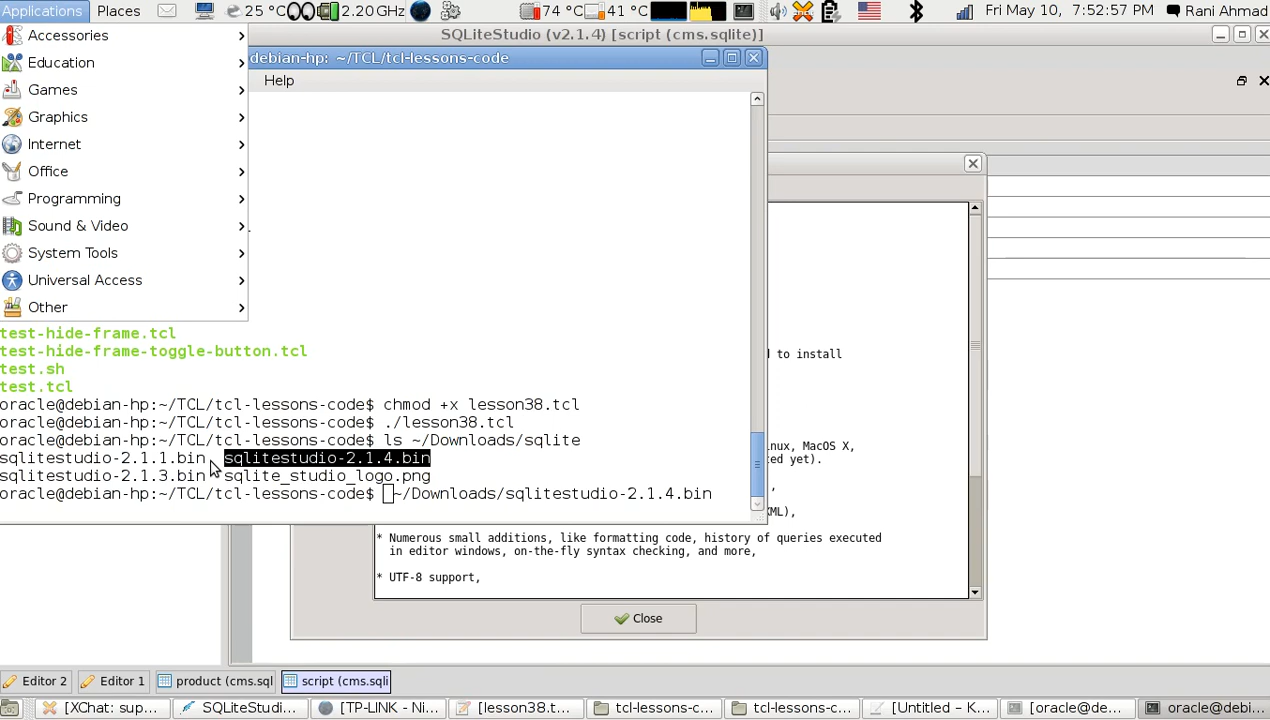 Applications Places 25 °C 2.20 GHz 74 °C 41 °C Fri May 10, 7:52:57 PM Rani Ahmad
SQLiteStudio (v2.1.4) [script (cms.sqlite)]
Accessories
debian-hp: ~/TCL/tcl-lessons-code
Education
Help
Games
Graphics
Internet
Office
Programming
Sound & Video
System Tools
Universal Access
Other
test-hide-frame.tcl
test-hide-frame-toggle-button.tcl
d to install
test.sh
test.tcl
oracle@debian-hp:~/TCL/tcl-lessons-code$ chmod +x lesson38.tcl
oracle@debian-hp:~/TCL/tcl-lessons-code$ ./lesson38.tcl
oracle@debian-hp:~/TCL/tcl-lessons-code$ ls ~/Downloads/sqlite
inux, MacOS X,
sqlitestudio-2.1.1.bin sqlitestudio-2.1.4.bin
ted yet).
sqlitestudio-2.1.3.bin sqlite_studio_logo.png
oracle@debian-hp:~/TCL/tcl-lessons-code$ ~/Downloads/sqlitestudio-2.1.4.bin
XML),
* Numerous small additions, like formatting code, history of queries executed
in editor windows, on-the-fly syntax checking, and more,
* UTF-8 support,
Close
Editor 2 Editor 1 product (cms.sql script (cms.sqli
[XChat: sup... SQLiteStudi... [TP-LINK - Ni... [lesson38.t... tcl-lessons-c... tcl-lessons-c... [Untitled – K... [oracle@de... oracle@debi...